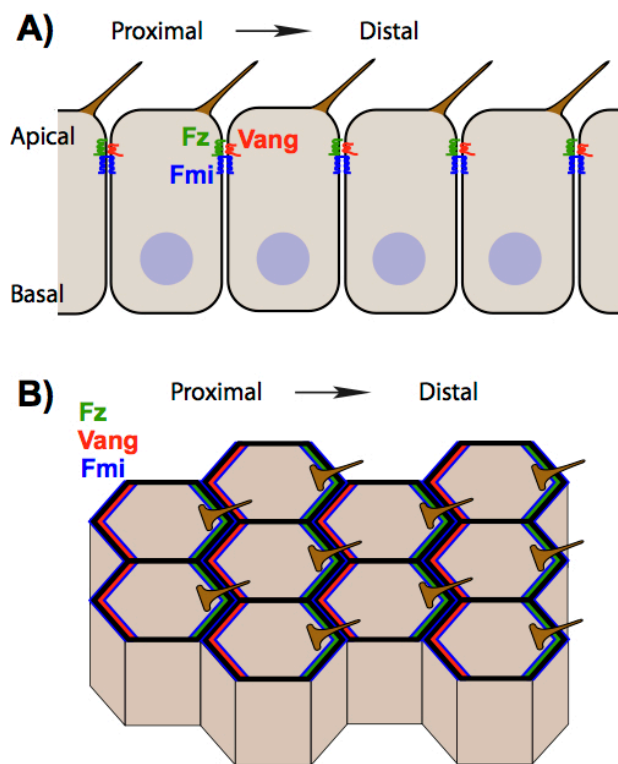 A)
Proximal Distal
Apical
Fz
Vang
Fmi
Basal
B)
Proximal Distal
Fz
Vang
Fmi